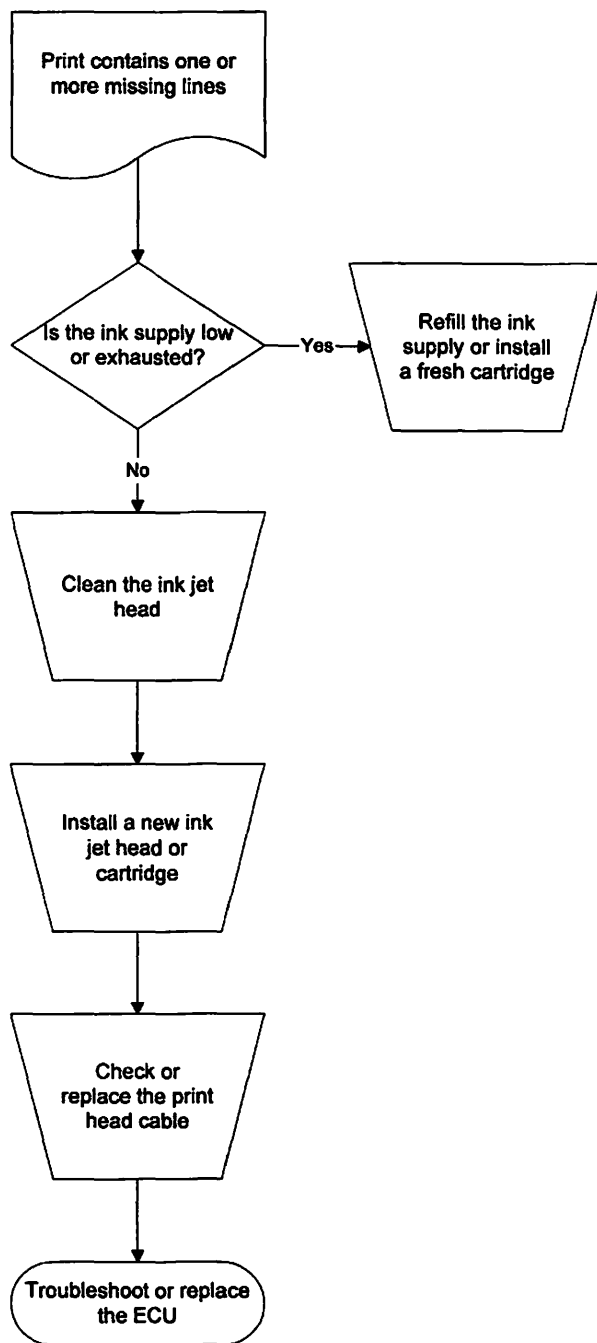 Print contains one or
more missing lines
Is the ink supply low
or exhausted?
Yes
Refill the ink
supply or install
a fresh cartridge
No
Clean the ink jet
head
Install a new ink
jet head or
cartridge
Check or
replace the print
head cable
Troubleshoot or replace
the ECU